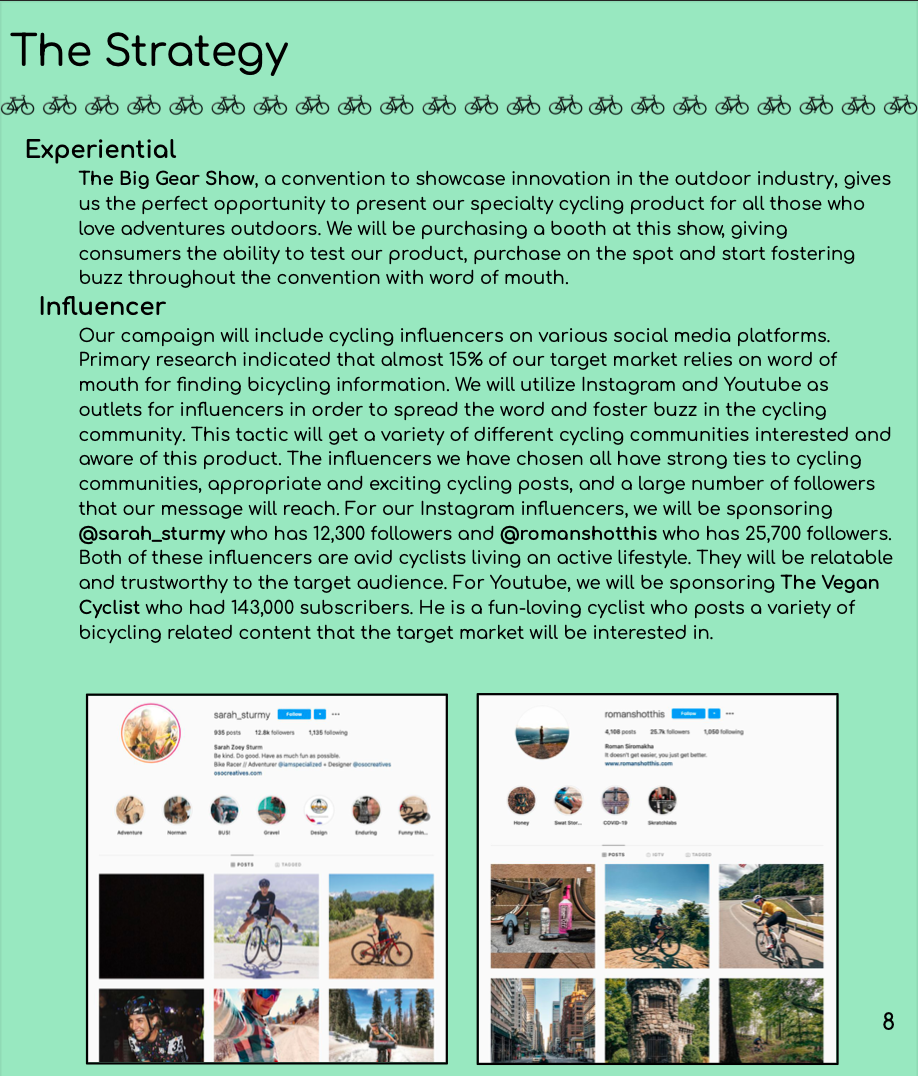 The Strategy
Experiential
The Big Gear Show, a convention to showcase innovation in the outdoor industry, gives
us the perfect opportunity to present our specialty cycling product for all those who
love adventures outdoors. We will be purchasing a booth at this show, giving
consumers the ability to test our product, purchase on the spot and start fostering
buzz throughout the convention with word of mouth.
Influencer
Our campaign will include cycling influencers on various social media platforms.
Primary research indicated that almost 15% of our target market relies on word of
mouth for finding bicycling information. We will utilize Instagram and Youtube as
outlets for influencers in order to spread the word and foster buzz in the cycling
community. This tactic will get a variety of different cycling communities interested and
aware of this product. The influencers we have chosen all have strong ties to cycling
communities, appropriate and exciting cycling posts, and a large number of followers
that our message will reach. For our Instagram influencers, we will be sponsoring
@sarah_sturmy who has 12,300 followers and @romanshotthis who has 25,700 followers.
Both of these influencers are avid cyclists living an active lifestyle. They will be relatable
and trustworthy to the target audience. For Youtube, we will be sponsoring The Vegan
Cyclist who had 143,000 subscribers. He is a fun-loving cyclist who posts a variety of
bicycling related content that the target market will be interested in.
sarah_sturmy Follow
935 posts 12.8k followers 1,135 following
Sarah Zoey Sturm
Be kind. Do good. Have as much fun as possible.
Bike Racer // Adventurer @iamspecialized + Designer @osocreatives
osocreatives.com
Adventure Norman BUS! Gravel Design Enduring Funny thin...
POSTS TAGGED
romanshotthis Follow
4,108 posts 25.7k followers 1,050 following
Roman Siromakha
It doesn't get easier, you just get better.
www.romanshotthis.com
Honey Swat Stor... COVID-19 Skratchlabs
POSTS IGTV TAGGED
8